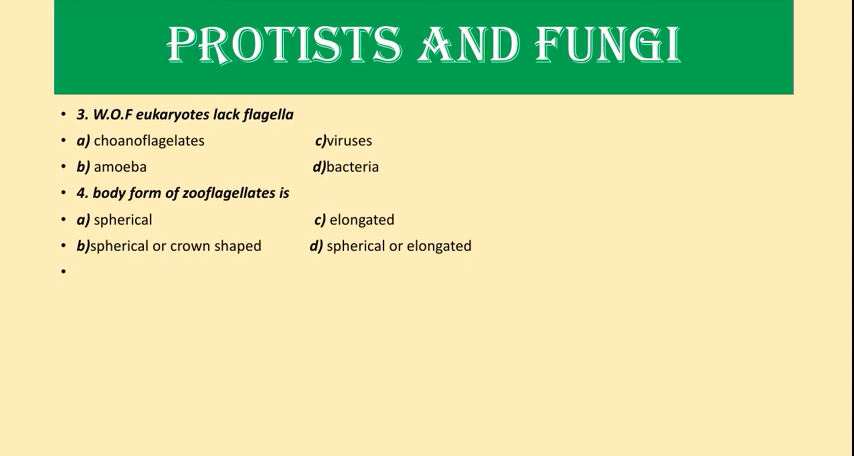 PROTISTS AND FUNGI
• 3. W.O.F eukaryotes lack flagella
• a) choanoflagelates c)viruses
• b) amoeba d)bacteria
• 4. body form of zooflagellates is
• a) spherical c) elongated
• b)spherical or crown shaped d) spherical or elongated
•